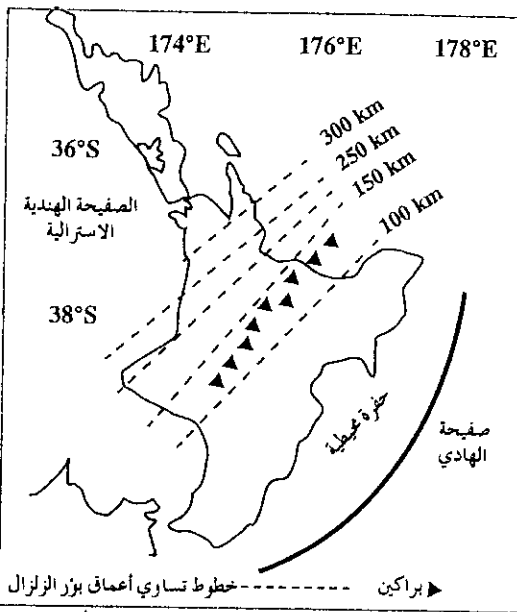 174°E 176°E 178°E
300 km
250 km
150 km
100 km
36°S
الصفيحة الهندية
الاسترالية
38°S
حفرة محيطية
صفيحة
الهادي
براكين
خطوط تساوي أعماق بؤر الزلزال